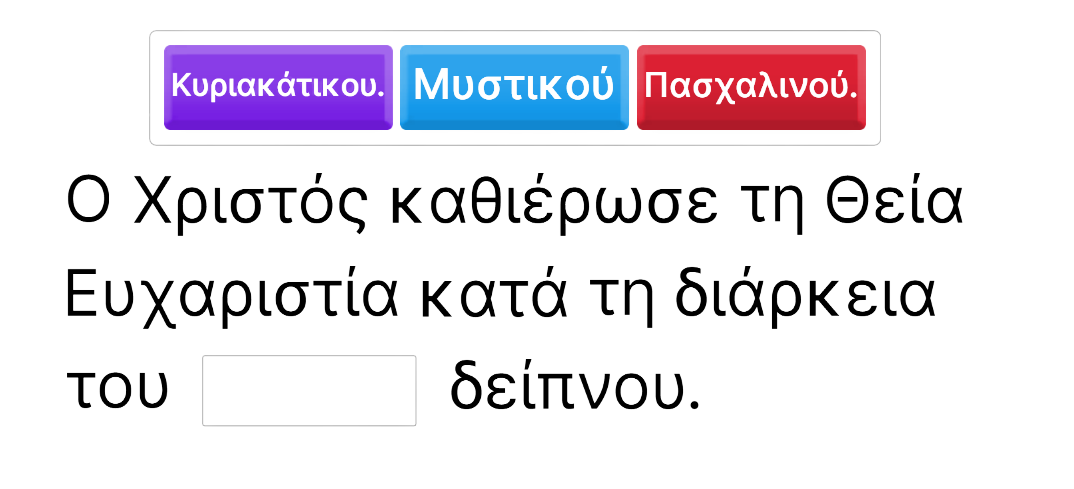 Κυριακάτικου. Μυστικού Πασχαλινού.
Ο Χριστός καθιέρωσε τη Θεία
Ευχαριστία κατά τη διάρκεια
του δείπνου.